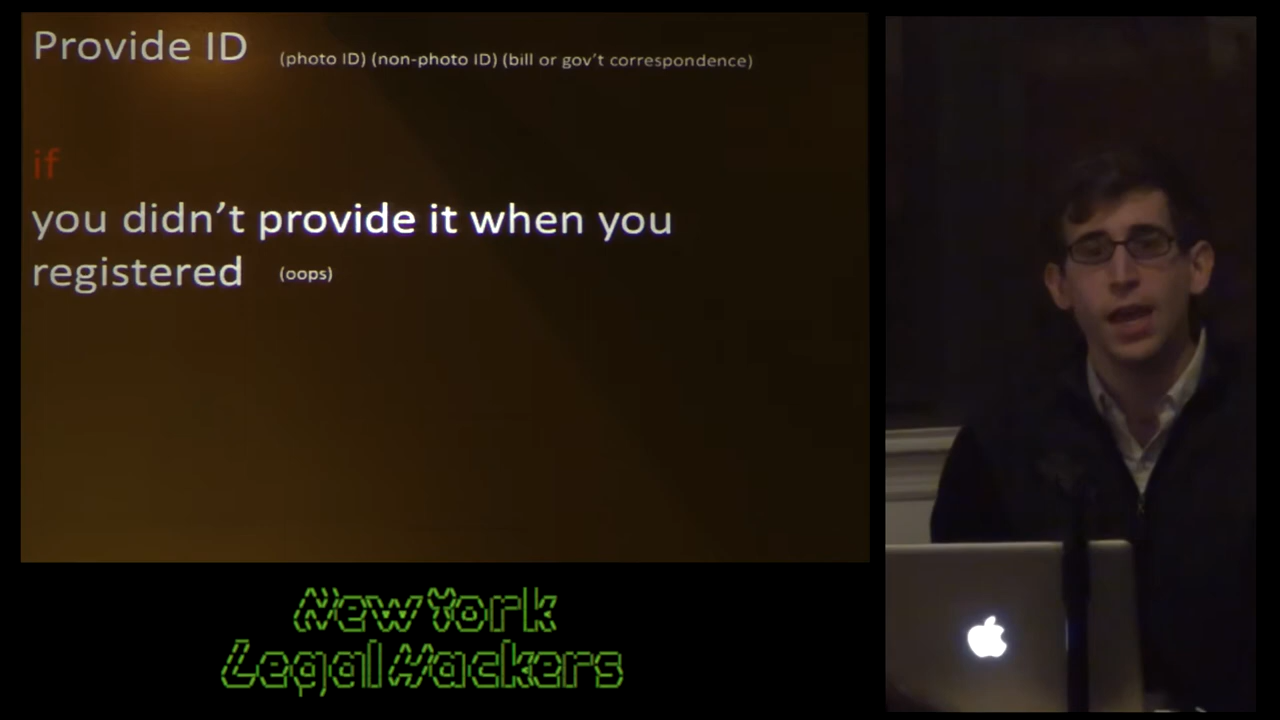 Provide ID (photo ID) (non-photo ID) (bill or gov't correspondence)
if
you didn't provide it when you
registered (oops)
New York
Legal Hackers